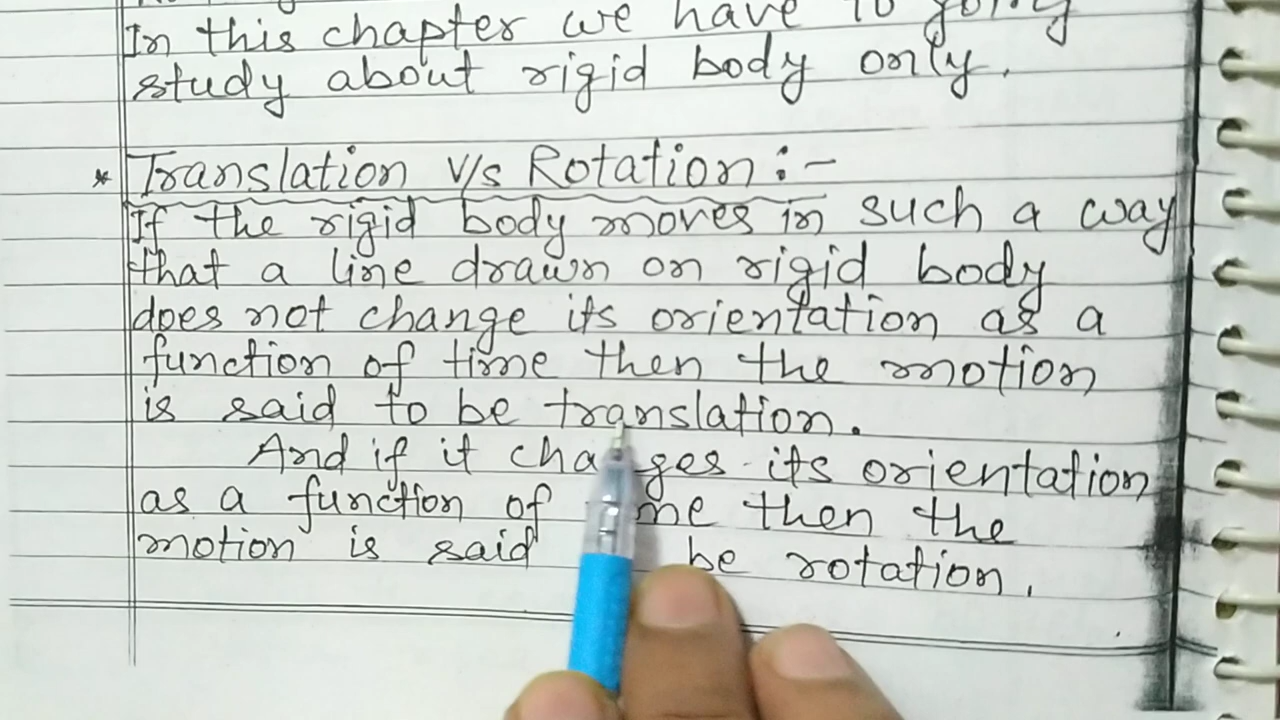 In this chapter we have to going
study about rigid body only.
* Translation v/s Rotation :-
If the rigid body moves in such a way
that a line drawn on rigid body
does not change its orientation as a
function of time then the motion
is said to be translation.
And if it changes its orientation
as a function of then the
motion is said be rotation.